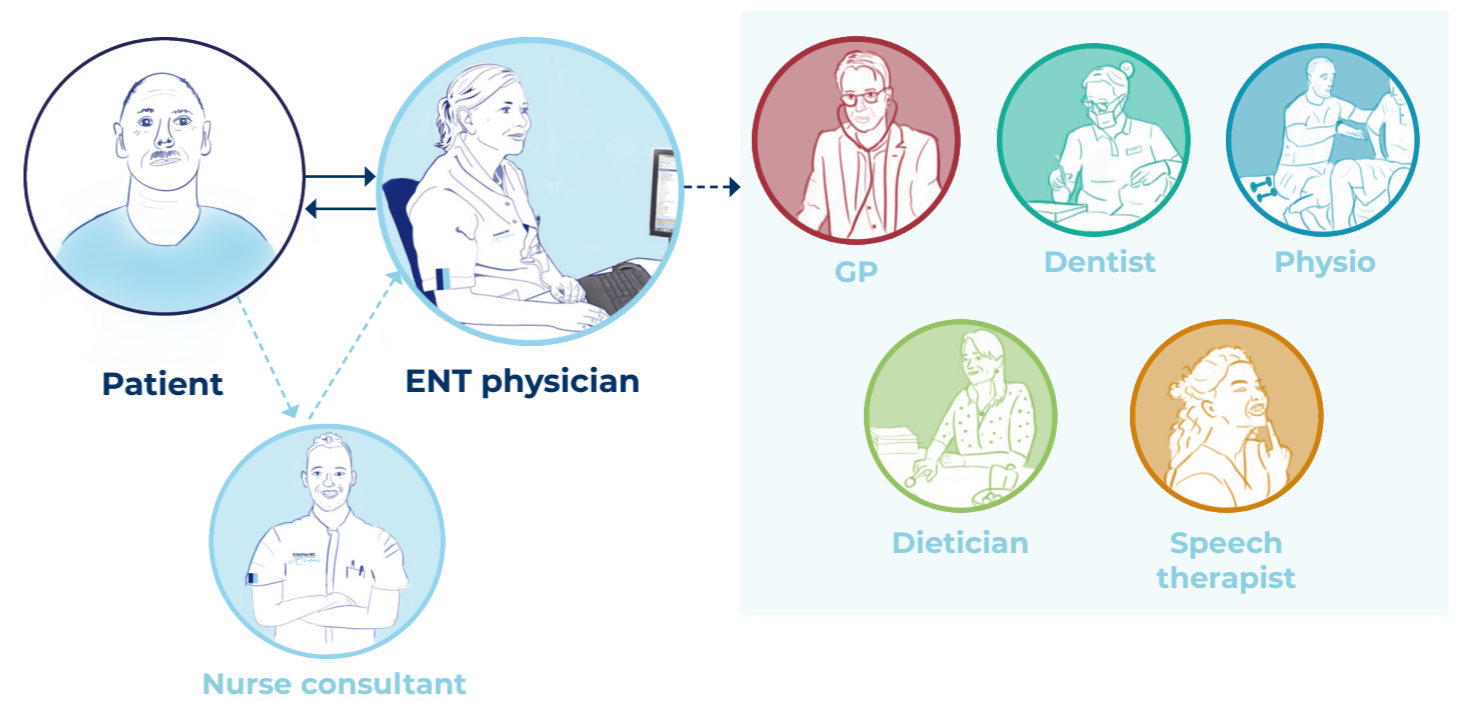 GP
Dentist
Physio
Patient
ENT physician
Dietician
Speech
therapist
Nurse consultant